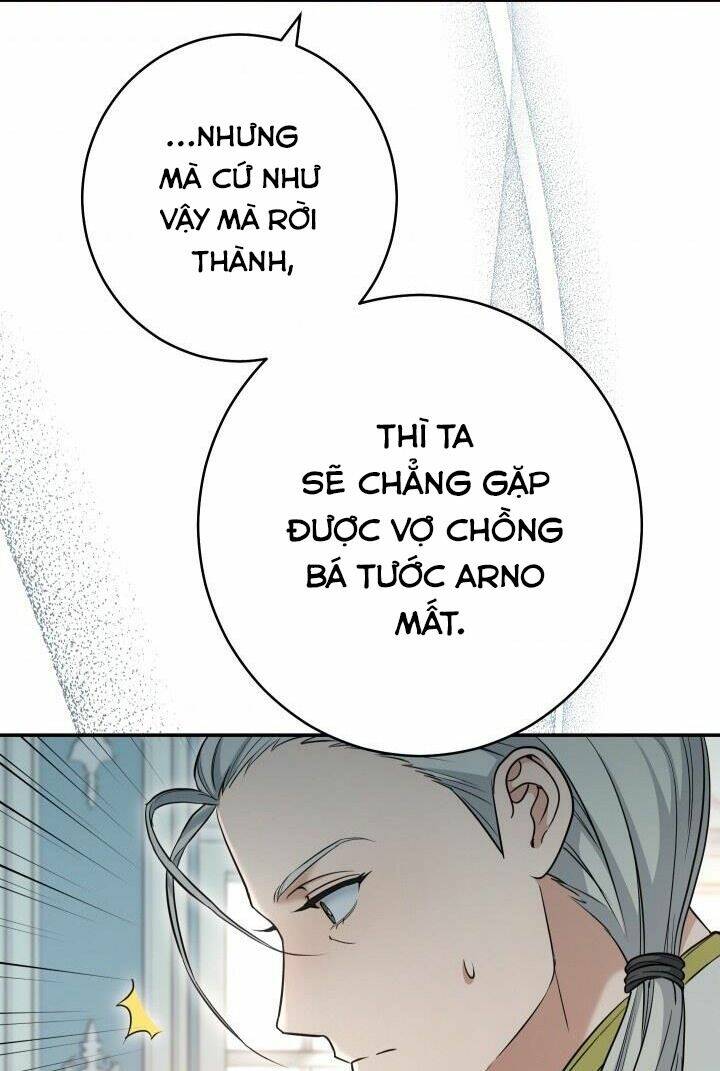 ...NHƯNG
MÀ CỨ NHƯ
VẬY MÀ RỜI
THÀNH,
THÌ TA
SẼ CHẲNG GẶP
ĐƯỢC VỢ CHỒNG
BÁ TƯỚC ARNO
MẤT.